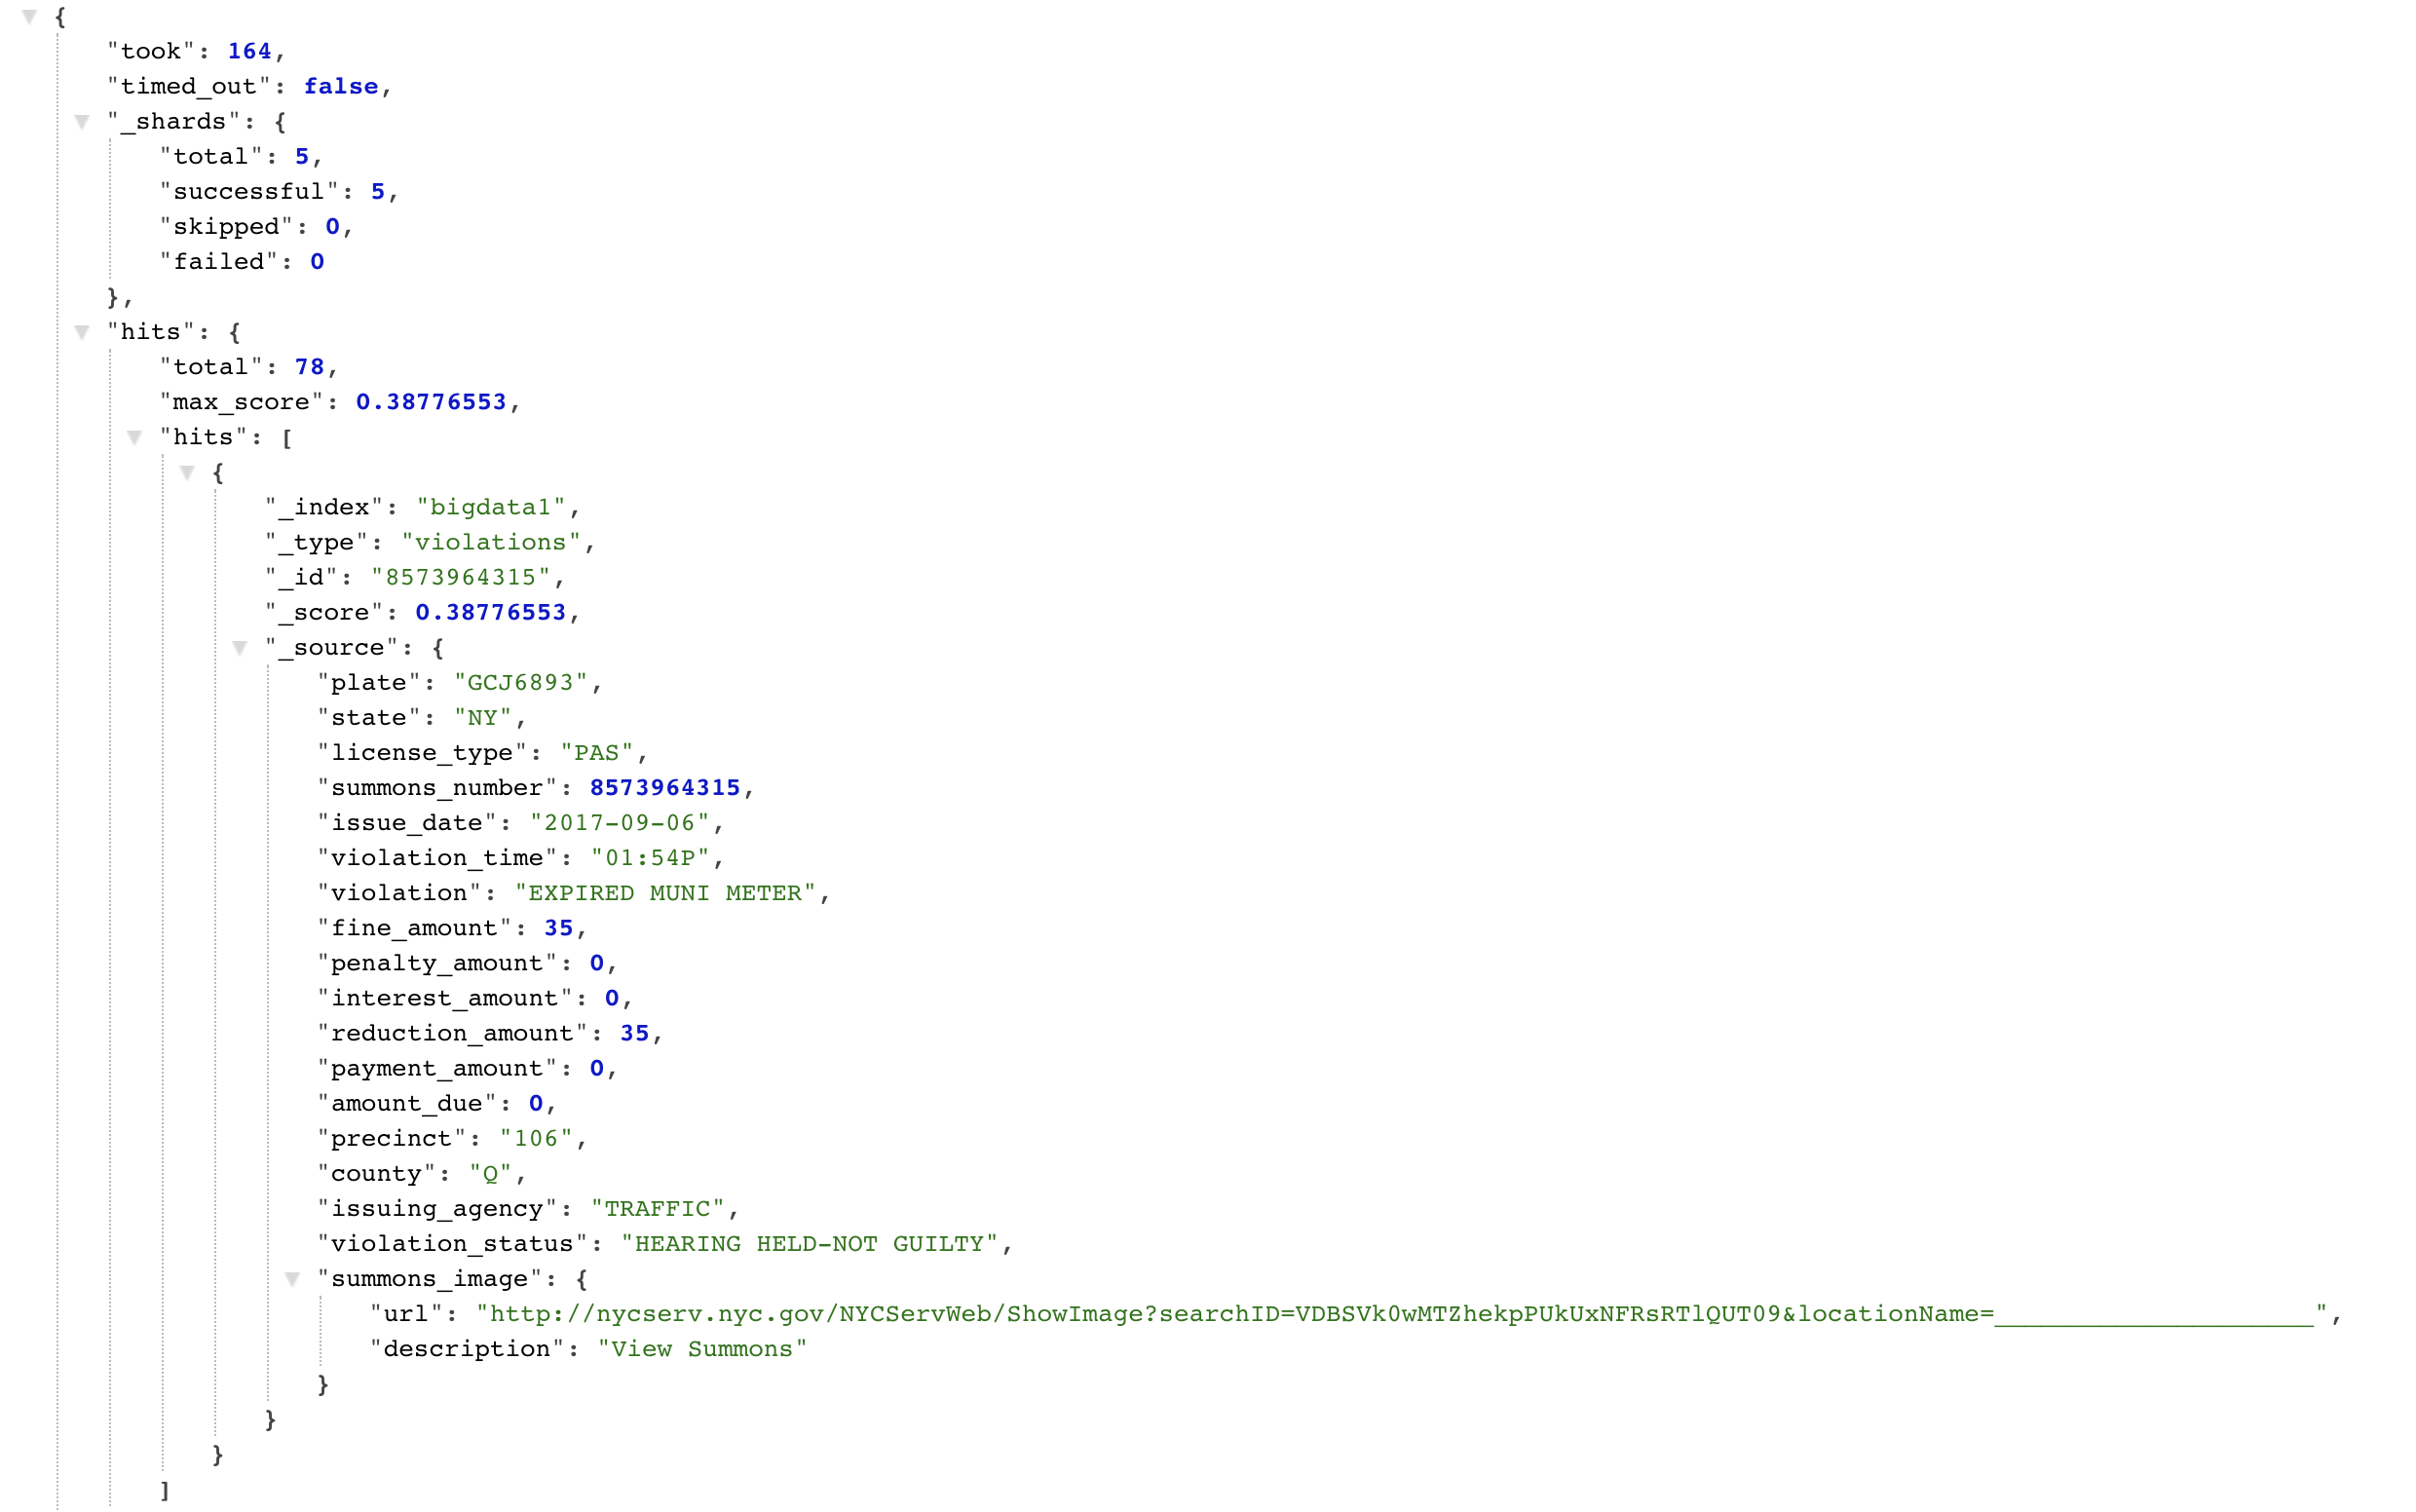 {
"took": 164,
"timed_out": false,
"_shards": {
"total": 5,
"successful": 5,
"skipped": 0,
"failed": 0
},
"hits": {
"total": 78,
"max_score": 0.38776553,
"hits": [
{
"_index": "bigdata1",
"_type": "violations",
"_id": "8573964315",
"_score": 0.38776553,
"_source": {
"plate": "GCJ6893",
"state": "NY",
"license_type": "PAS",
"summons_number": 8573964315,
"issue_date": "2017-09-06",
"violation_time": "01:54P",
"violation": "EXPIRED MUNI METER",
"fine_amount": 35,
"penalty_amount": 0,
"interest_amount": 0,
"reduction_amount": 35,
"payment_amount": 0,
"amount_due": 0,
"precinct": "106",
"county": "Q",
"issuing_agency": "TRAFFIC",
"violation_status": "HEARING HELD-NOT GUILTY",
"summons_image": {
"url": "http://nycserv.nyc.gov/NYCServWeb/ShowImage?searchID=VDBSVk0wMTZhekpPUkUxNFRsRTlQUT09&locationName=_____________________",
"description": "View Summons"
}
}
}
]